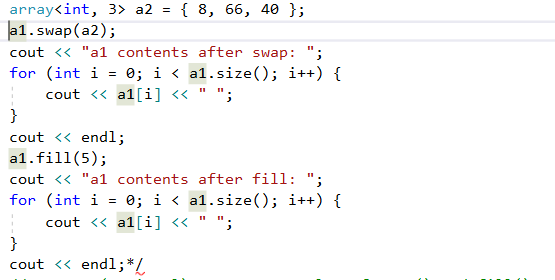 array<int, 3> a2 = { 8, 66, 40 };
a1.swap(a2);
cout << "a1 contents after swap: ";
for (int i = 0; i < a1.size(); i++) {
    cout << a1[i] << " ";
}
cout << endl;
a1.fill(5);
cout << "a1 contents after fill: ";
for (int i = 0; i < a1.size(); i++) {
    cout << a1[i] << " ";
}
cout << endl;*/